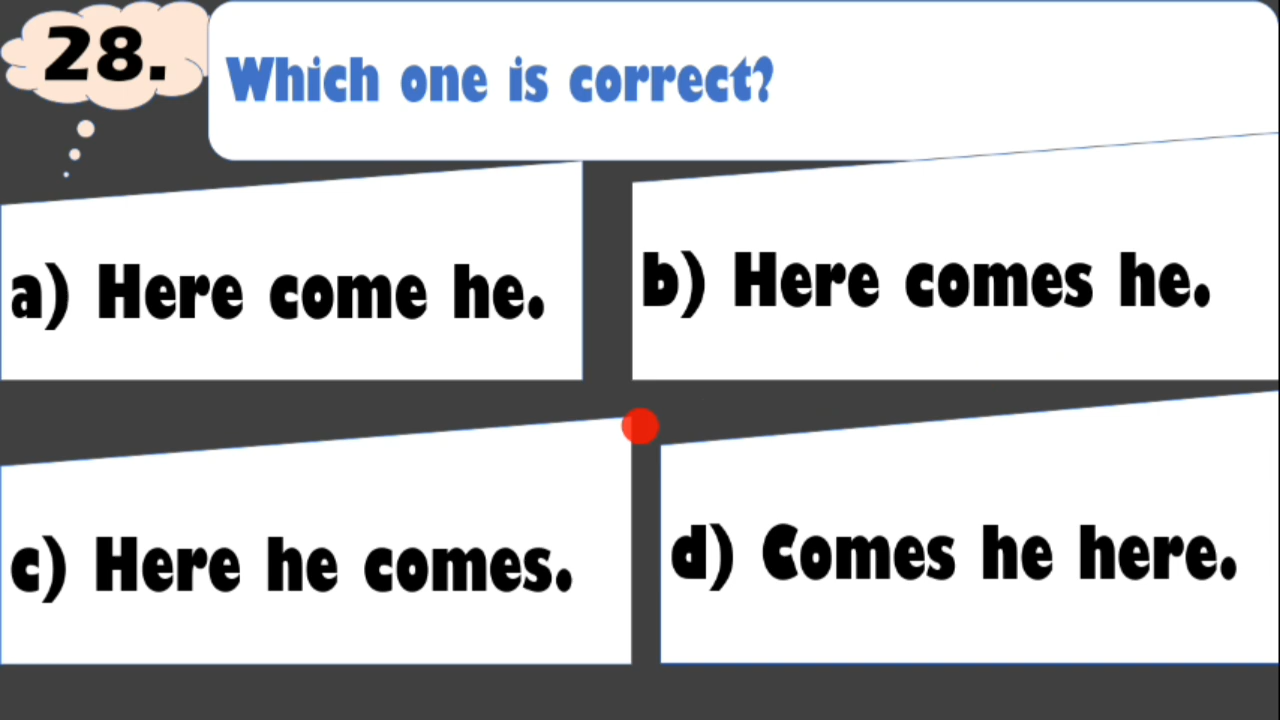 28.
Which one is correct?
a) Here come he.
b) Here comes he.
c) Here he comes.
d) Comes he here.